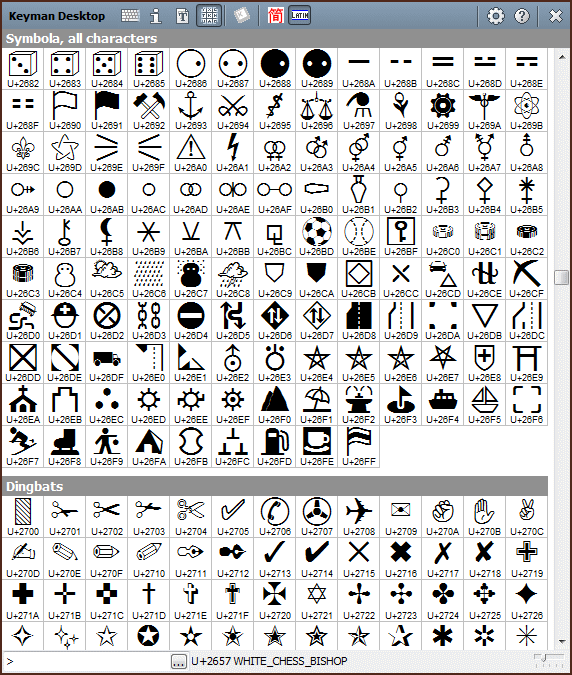 Keyman Desktop 简 LATIN
Symbola, all characters
U+2682 U+2683 U+2684 U+2685 U+2686 U+2687 U+2688 U+2689 U+268A U+268B U+268C U+268D U+268E
U+268F U+2690 U+2691 U+2692 U+2693 U+2694 U+2695 U+2696 U+2697 U+2698 U+2699 U+269A U+269B
U+269C U+269D U+269E U+269F U+26A0 U+26A1 U+26A2 U+26A3 U+26A4 U+26A5 U+26A6 U+26A7 U+26A8
U+26A9 U+26AA U+26AB U+26AC U+26AD U+26AE U+26AF U+26B0 U+26B1 U+26B2 U+26B3 U+26B4 U+26B5
U+26B6 U+26B7 U+26B8 U+26B9 U+26BA U+26BB U+26BC U+26BD U+26BE U+26BF U+26C0 U+26C1 U+26C2
U+26C3 U+26C4 U+26C5 U+26C6 U+26C7 U+26C8 U+26C9 U+26CA U+26CB U+26CC U+26CD U+26CE U+26CF
U+26D0 U+26D1 U+26D2 U+26D3 U+26D4 U+26D5 U+26D6 U+26D7 U+26D8 U+26D9 U+26DA U+26DB U+26DC
U+26DD U+26DE U+26DF U+26E0 U+26E1 U+26E2 U+26E3 U+26E4 U+26E5 U+26E6 U+26E7 U+26E8 U+26E9
U+26EA U+26EB U+26EC U+26ED U+26EE U+26EF U+26F0 U+26F1 U+26F2 U+26F3 U+26F4 U+26F5 U+26F6
U+26F7 U+26F8 U+26F9 U+26FA U+26FB U+26FC U+26FD U+26FE U+26FF
Dingbats
U+2700 U+2701 U+2702 U+2703 U+2704 U+2705 U+2706 U+2707 U+2708 U+2709 U+270A U+270B U+270C
U+270D U+270E U+270F U+2710 U+2711 U+2712 U+2713 U+2714 U+2715 U+2716 U+2717 U+2718 U+2719
U+271A U+271B U+271C U+271D U+271E U+271F U+2720 U+2721 U+2722 U+2723 U+2724 U+2725 U+2726
> ... U+2657 WHITE_CHESS_BISHOP